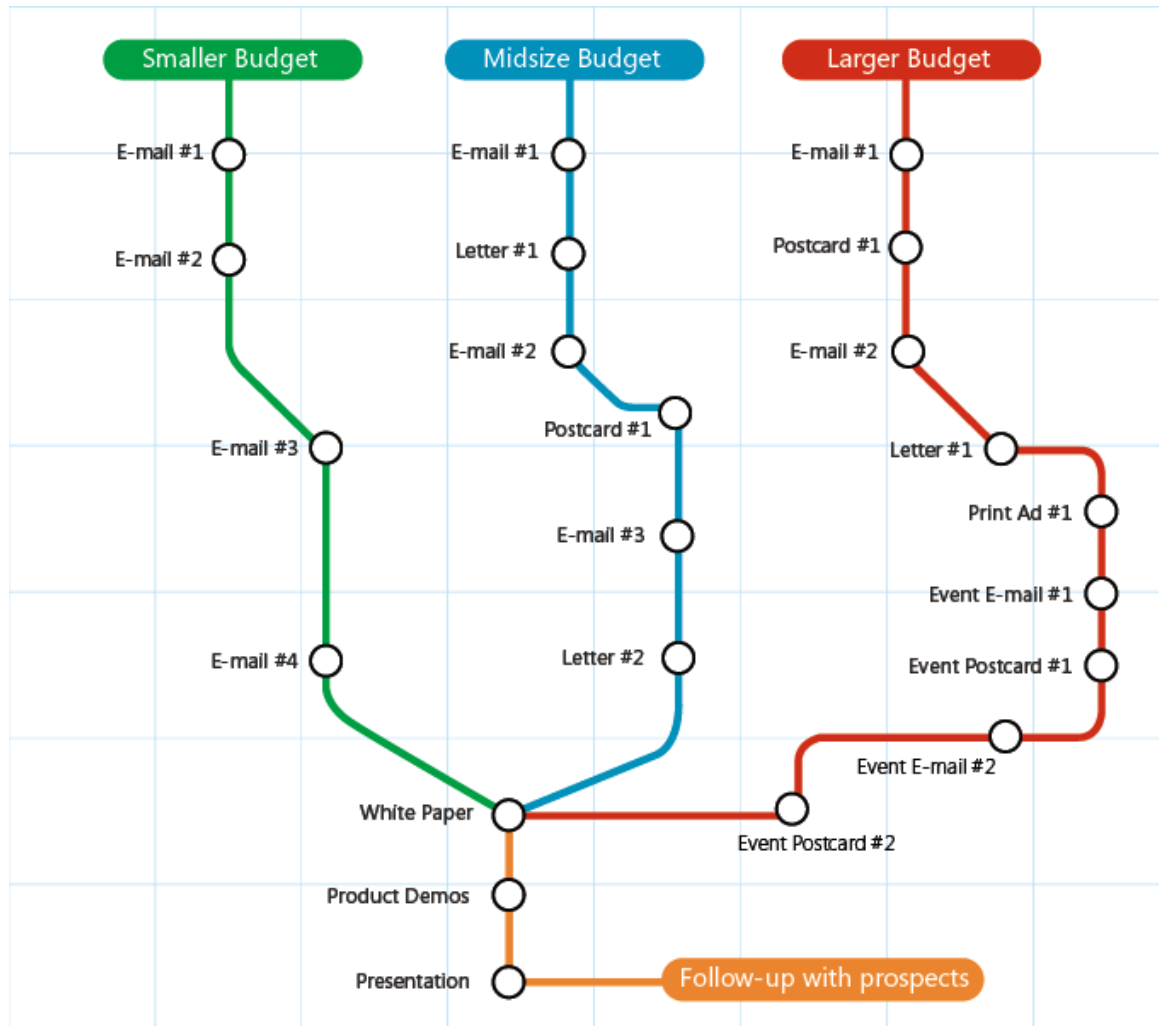 Smaller Budget
Midsize Budget
Larger Budget
E-mail #1
E-mail #1
E-mail #1
E-mail #2
Letter #1
Postcard #1
E-mail #2
E-mail #2
Postcard #1
E-mail #3
Letter #1
Print Ad #1
E-mail #3
Event E-mail #1
E-mail #4
Letter #2
Event Postcard #1
Event E-mail #2
White Paper
Event Postcard #2
Product Demos
Presentation
Follow-up with prospects